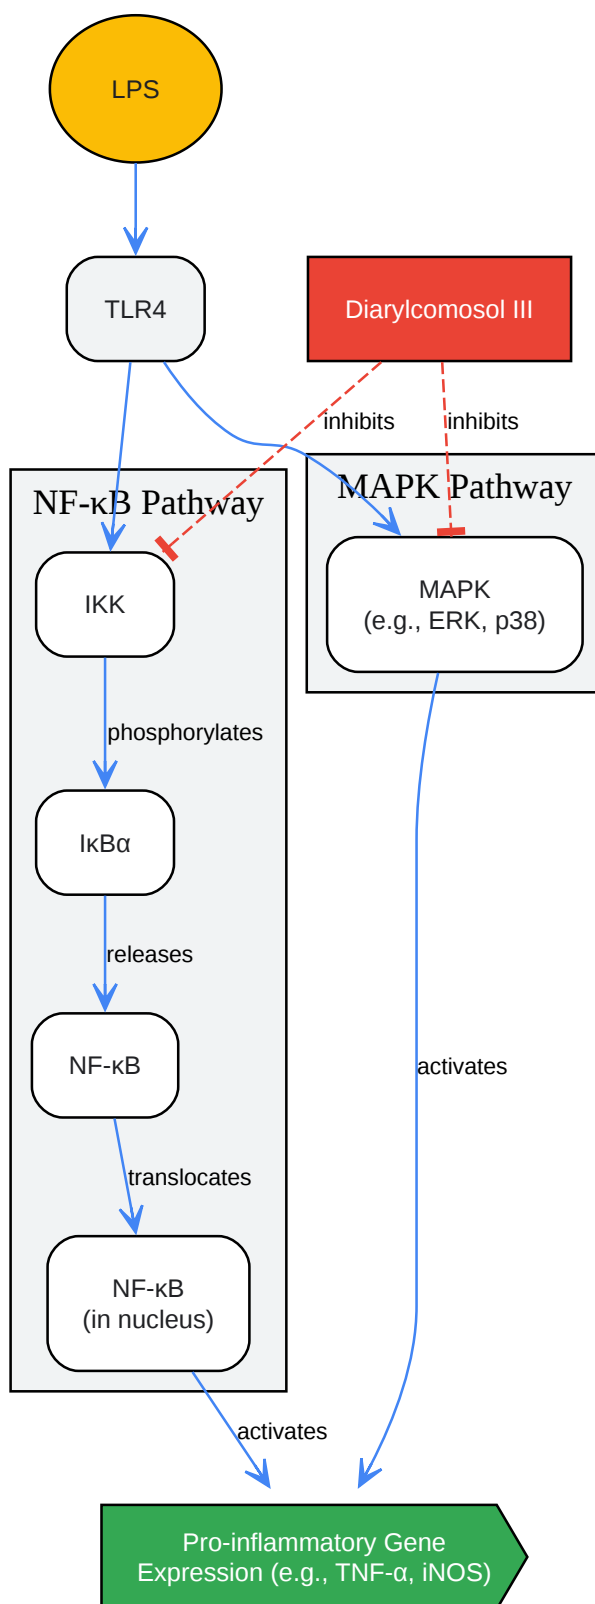 LPS
TLR4
Diarylcomosol III
inhibits
inhibits
NF-κB Pathway
MAPK Pathway
IKK
MAPK
(e.g., ERK, p38)
phosphorylates
IκBα
releases
NF-κB
activates
translocates
NF-κB
(in nucleus)
activates
Pro-inflammatory Gene
Expression (e.g., TNF-α, iNOS)